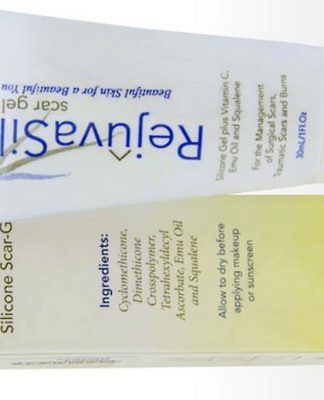 RejûvaSil
scar gel
Beautiful Skin for a Beautiful You
Silicone Gel plus Vitamin C,
Emu Oil and Squalene
For the Management
of Surgical Scars,
Traumatic Scars and Burns
30mL/1Fl.Oz
Silicone Scar-G
Ingredients:
Cyclomethicone,
Dimethicone
Crosspolymer,
Tetrahexyldecyl
Ascorbate, Emu Oil
and Squalene
Allow to dry before
applying makeup
or sunscreen